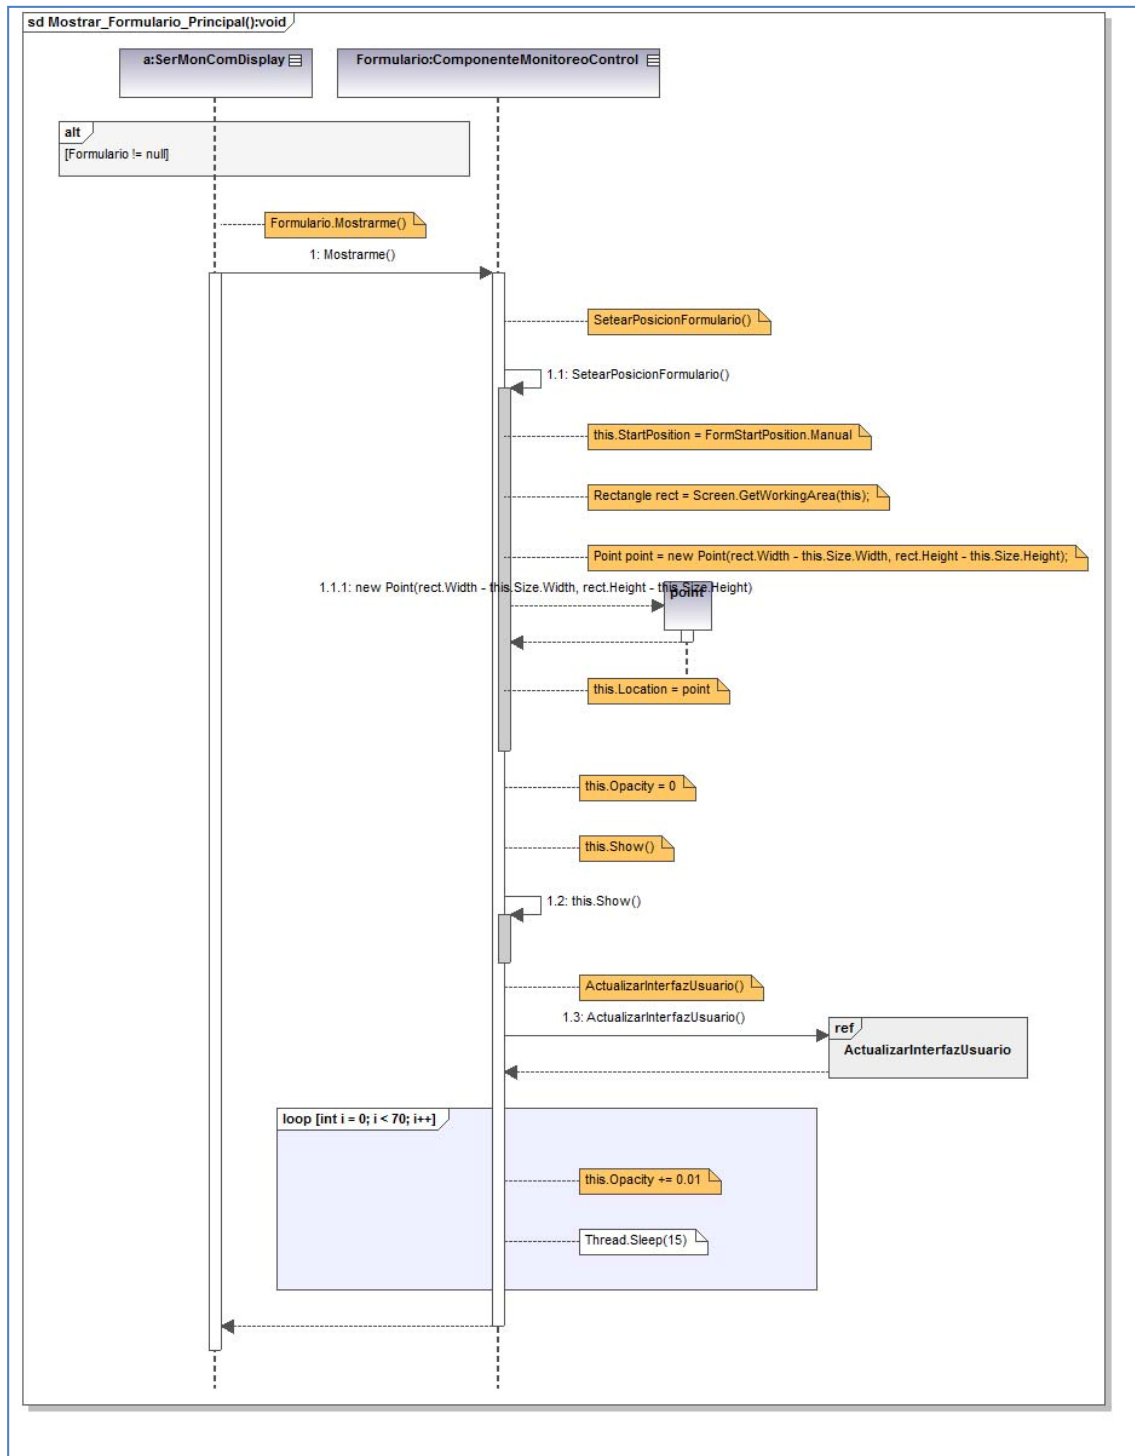 sd Mostrar_Formulario_Principal():void
a:SerMonComDisplay
Formulario:ComponenteMonitoreoControl
alt
[Formulario != null]
Formulario.Mostrarme()
1: Mostrarme()
SetearPosicionFormulario()
1.1: SetearPosicionFormulario()
this.StartPosition = FormStartPosition.Manual
Rectangle rect = Screen.GetWorkingArea(this);
Point point = new Point(rect.Width - this.Size.Width, rect.Height - this.Size.Height);
1.1.1: new Point(rect.Width - this.Size.Width, rect.Height - this.Size.Height)
point
this.Location = point
this.Opacity = 0
this.Show()
1.2: this.Show()
ActualizarInterfazUsuario()
1.3: ActualizarInterfazUsuario()
ref
ActualizarInterfazUsuario
loop [int i = 0; i < 70; i++]
this.Opacity += 0.01
Thread.Sleep(15)